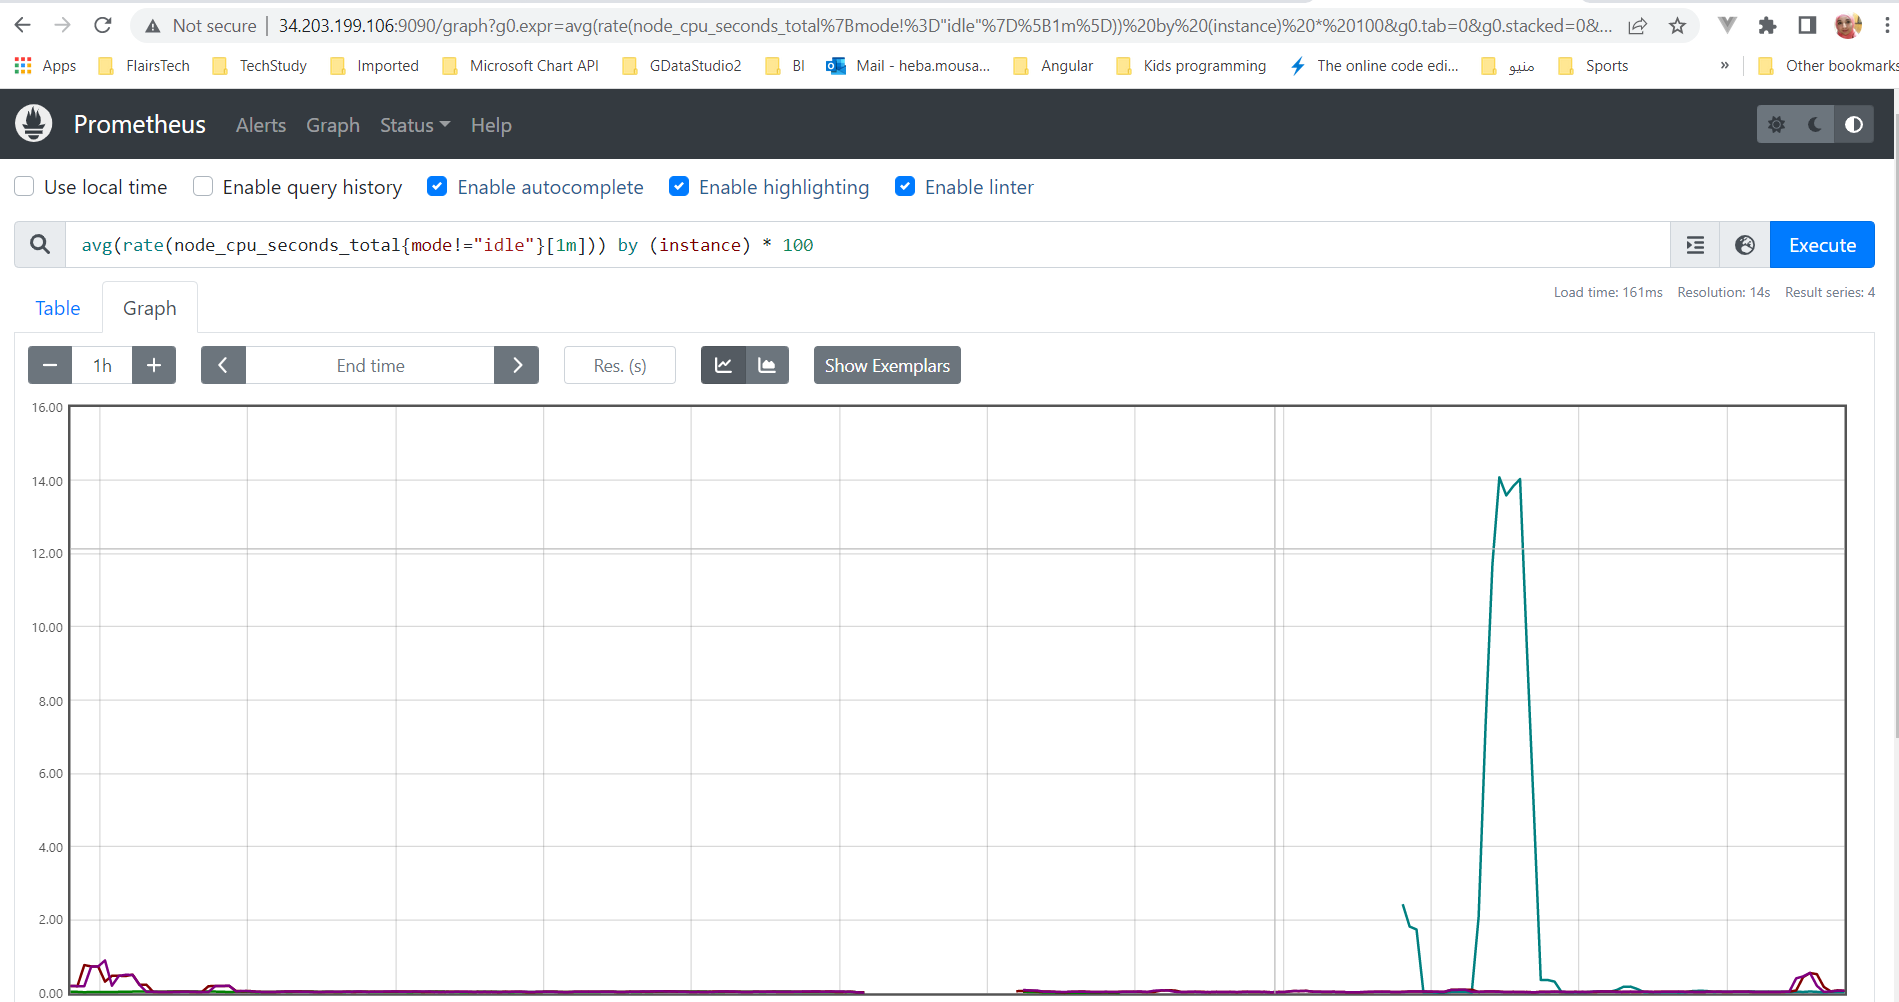 Not secure | 34.203.199.106:9090/graph?g0.expr=avg(rate(node_cpu_seconds_total%7Bmode!%3D"idle"%7D%5B1m%5D))%20by%20(instance)%20*%20100&g0.tab=0&g0.stacked=0&...
Apps FlairsTech TechStudy Imported Microsoft Chart API GDataStudio2 BI Mail - heba.mousa... Angular Kids programming The online code edi... منيو Sports » Other bookmarks
Prometheus Alerts Graph Status Help
Use local time Enable query history Enable autocomplete Enable highlighting Enable linter
avg(rate(node_cpu_seconds_total{mode!="idle"}[1m])) by (instance) * 100 Execute
Load time: 161ms Resolution: 14s Result series: 4
Table Graph
1h End time Res. (s) Show Exemplars
16.00
14.00
12.00
10.00
8.00
6.00
4.00
2.00
0.00